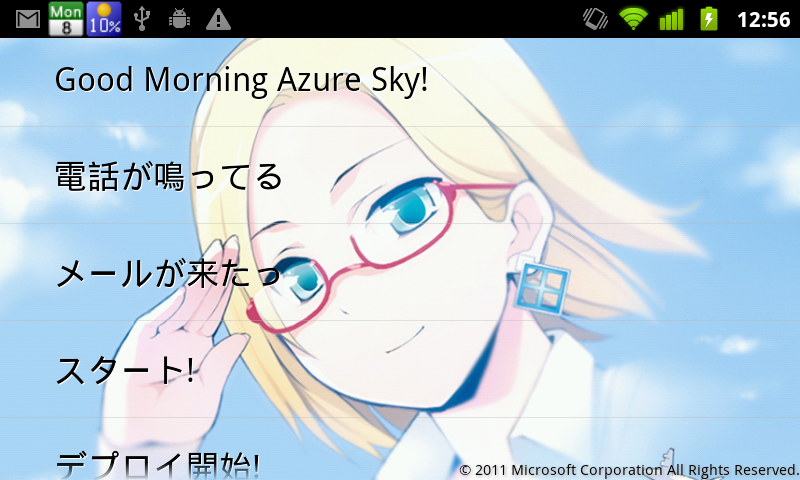 Mon
8
10%
12:56
Good Morning Azure Sky!
電話が鳴ってる
メールが来たっ
スタート!
デプロイ開始!
© 2011 Microsoft Corporation All Rights Reserved.